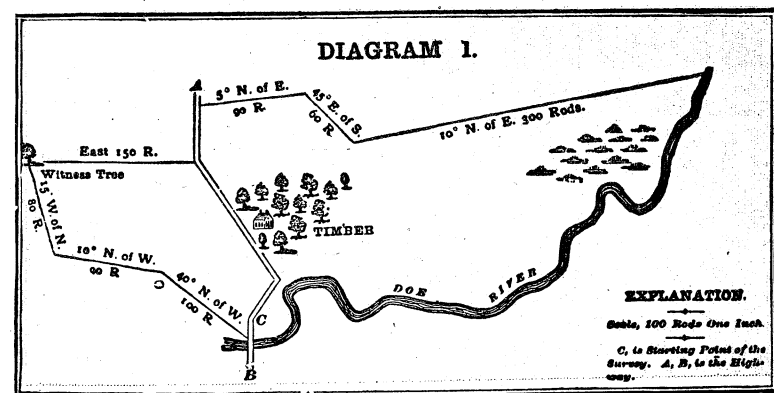 DIAGRAM 1.
A
5° N. of E.
90 R.
45° E. of S.
60 R.
10° N. of E. 300 Rods.
East 150 R.
Witness Tree
15° W. of N.
80 R.
10° N. of W.
90 R
40° N. of W.
100 R.
TIMBER
C
DOE RIVER
B
EXPLANATION.
Scale, 100 Rods One Inch.
C, is Starting Point of the
Survey. A, B, is the High-
way.